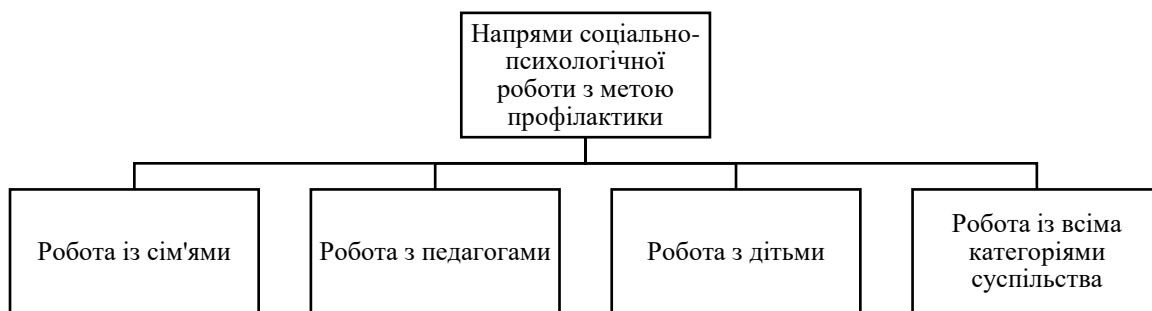 Напрями соціально-
психологічної
роботи з метою
профілактики
Робота із сім'ями
Робота з педагогами
Робота з дітьми
Робота із всіма
категоріями
суспільства